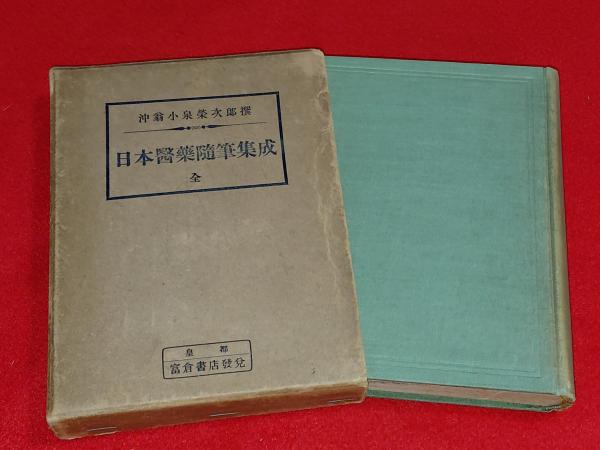 沖翁小泉榮次郎撰
日本醫藥隨筆集成
全
皇都
富倉書店發兌